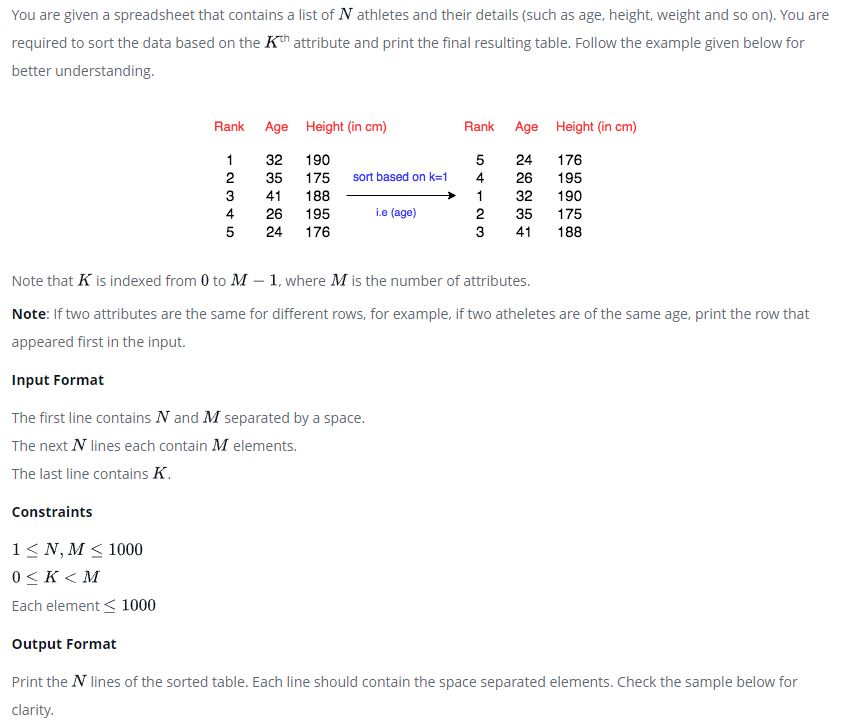 You are given a spreadsheet that contains a list of N athletes and their details (such as age, height, weight and so on). You are
required to sort the data based on the Kth attribute and print the final resulting table. Follow the example given below for
better understanding.
Rank Age Height (in cm) Rank Age Height (in cm)
1 32 190 5 24 176
2 35 175 sort based on k=1 4 26 195
3 41 188 1 32 190
4 26 195 i.e (age) 2 35 175
5 24 176 3 41 188
Note that K is indexed from 0 to M − 1, where M is the number of attributes.
Note: If two attributes are the same for different rows, for example, if two atheletes are of the same age, print the row that
appeared first in the input.
Input Format
The first line contains N and M separated by a space.
The next N lines each contain M elements.
The last line contains K.
Constraints
1 ≤ N, M ≤ 1000
0 ≤ K < M
Each element ≤ 1000
Output Format
Print the N lines of the sorted table. Each line should contain the space separated elements. Check the sample below for
clarity.